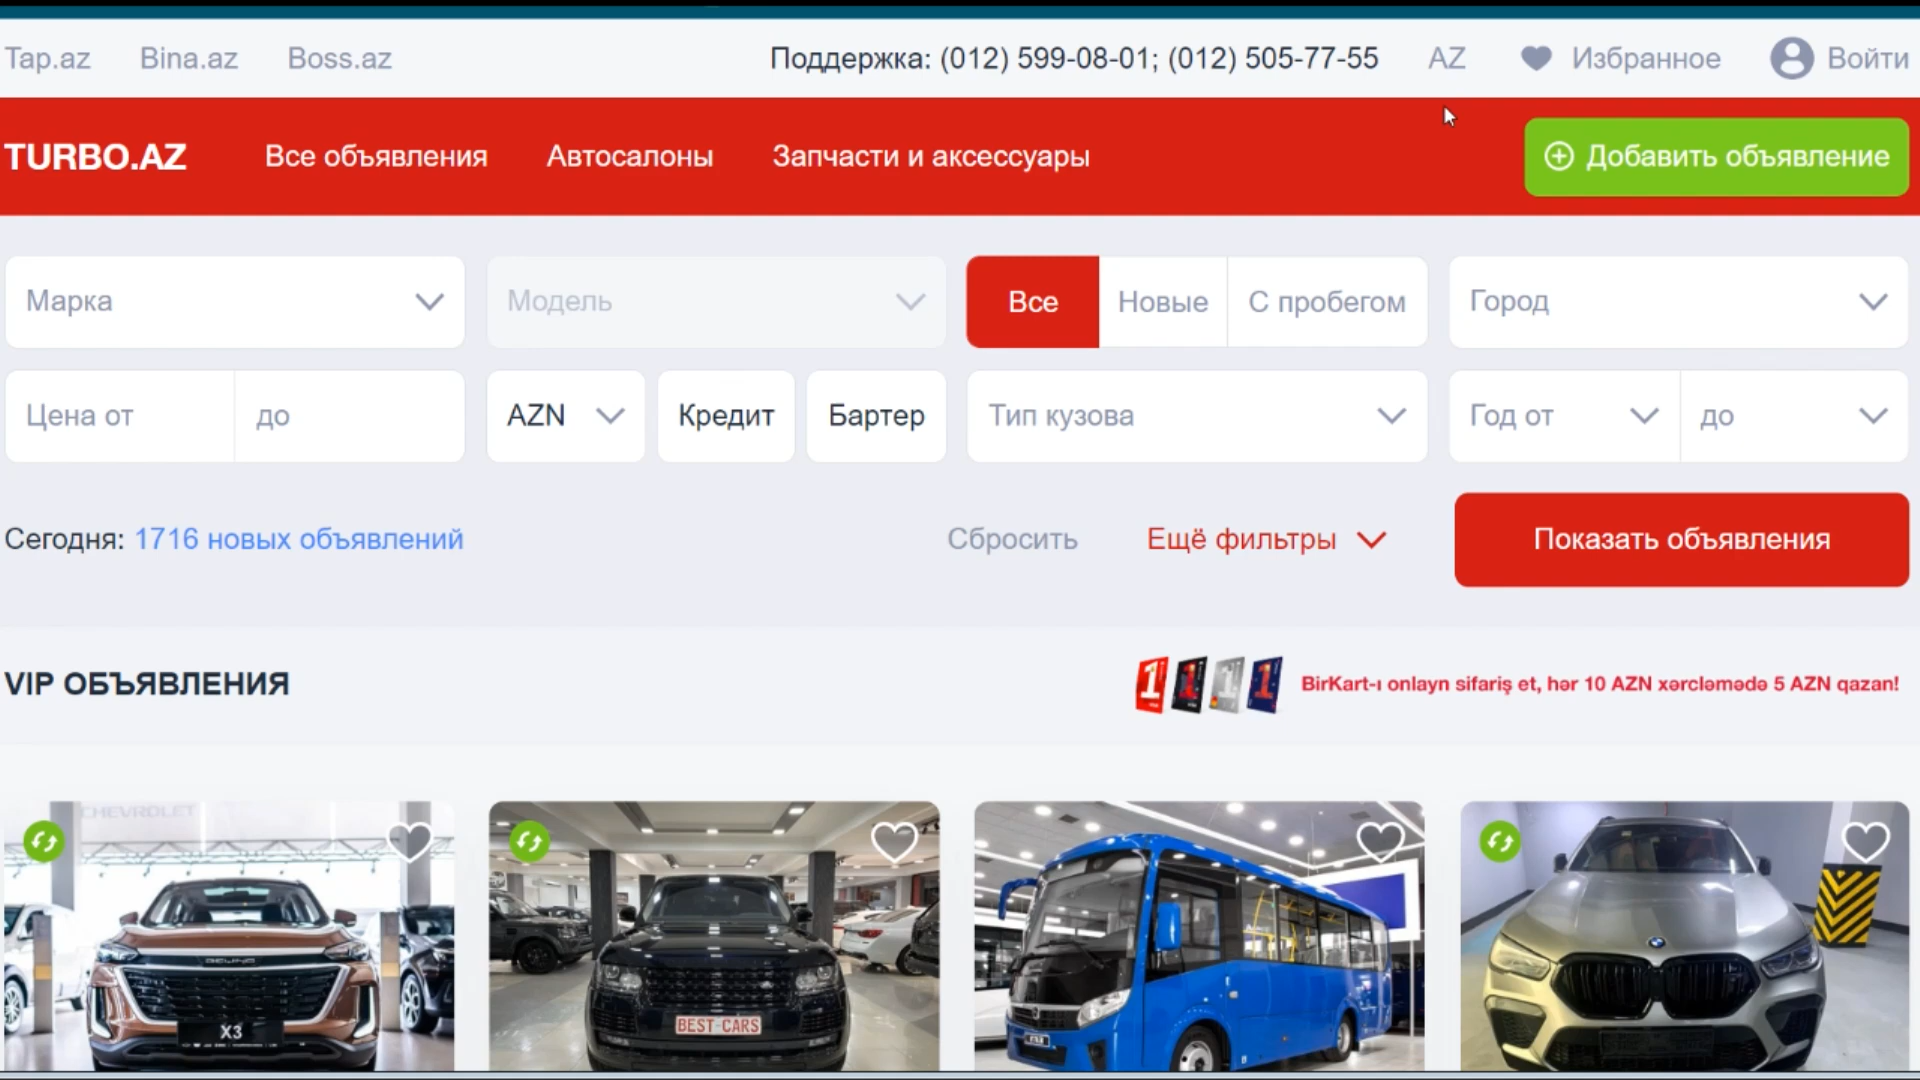 Tap.az Bina.az Boss.az Поддержка: (012) 599-08-01; (012) 505-77-55 AZ Избранное Войти
TURBO.AZ Все объявления Автосалоны Запчасти и аксессуары Добавить объявление
Марка Модель Все Новые С пробегом Город
Цена от до AZN Кредит Бартер Тип кузова Год от до
Сегодня: 1716 новых объявлений Сбросить Ещё фильтры Показать объявления
VIP ОБЪЯВЛЕНИЯ BirKart-ı onlayn sifariş et, hər 10 AZN xərcləmədə 5 AZN qazan!
CHEVROLET
X3
BEST-CARS